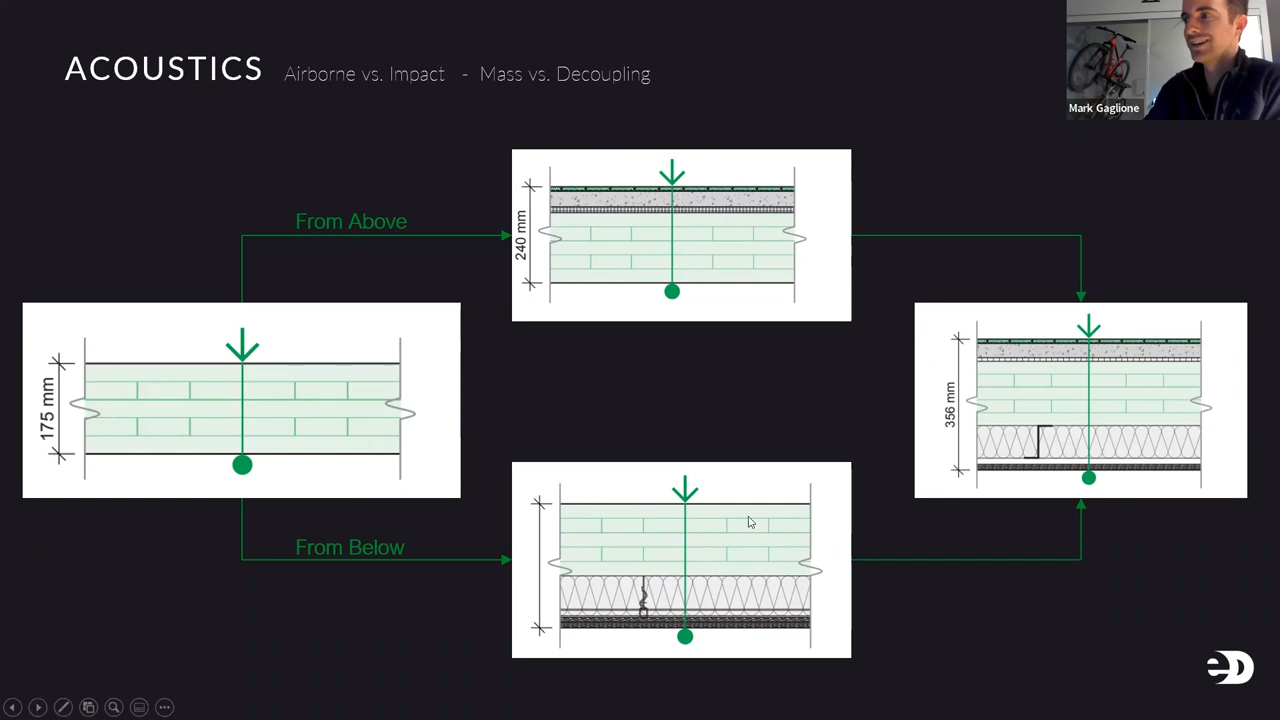 ACOUSTICS Airborne vs. Impact - Mass vs. Decoupling
Mark Gaglione
From Above
240 mm
175 mm
356 mm
From Below
eD